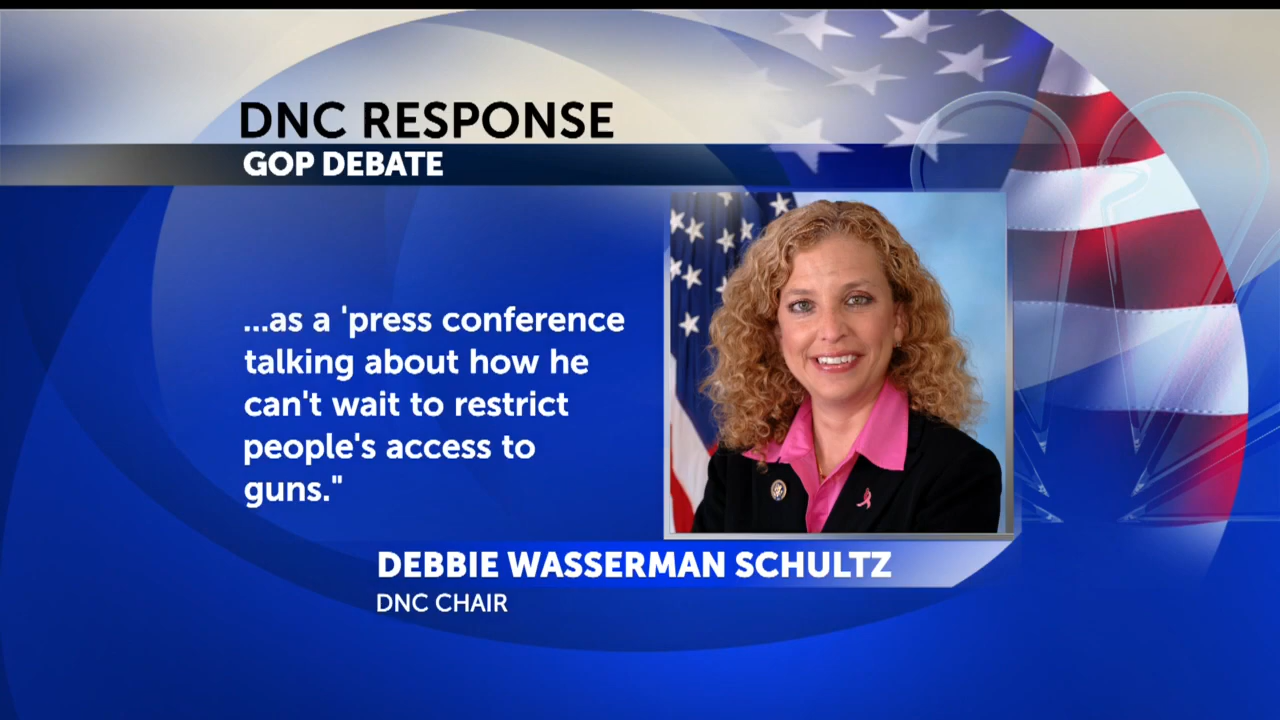 DNC RESPONSE
GOP DEBATE
...as a 'press conference
talking about how he
can't wait to restrict
people's access to
guns."
DEBBIE WASSERMAN SCHULTZ
DNC CHAIR